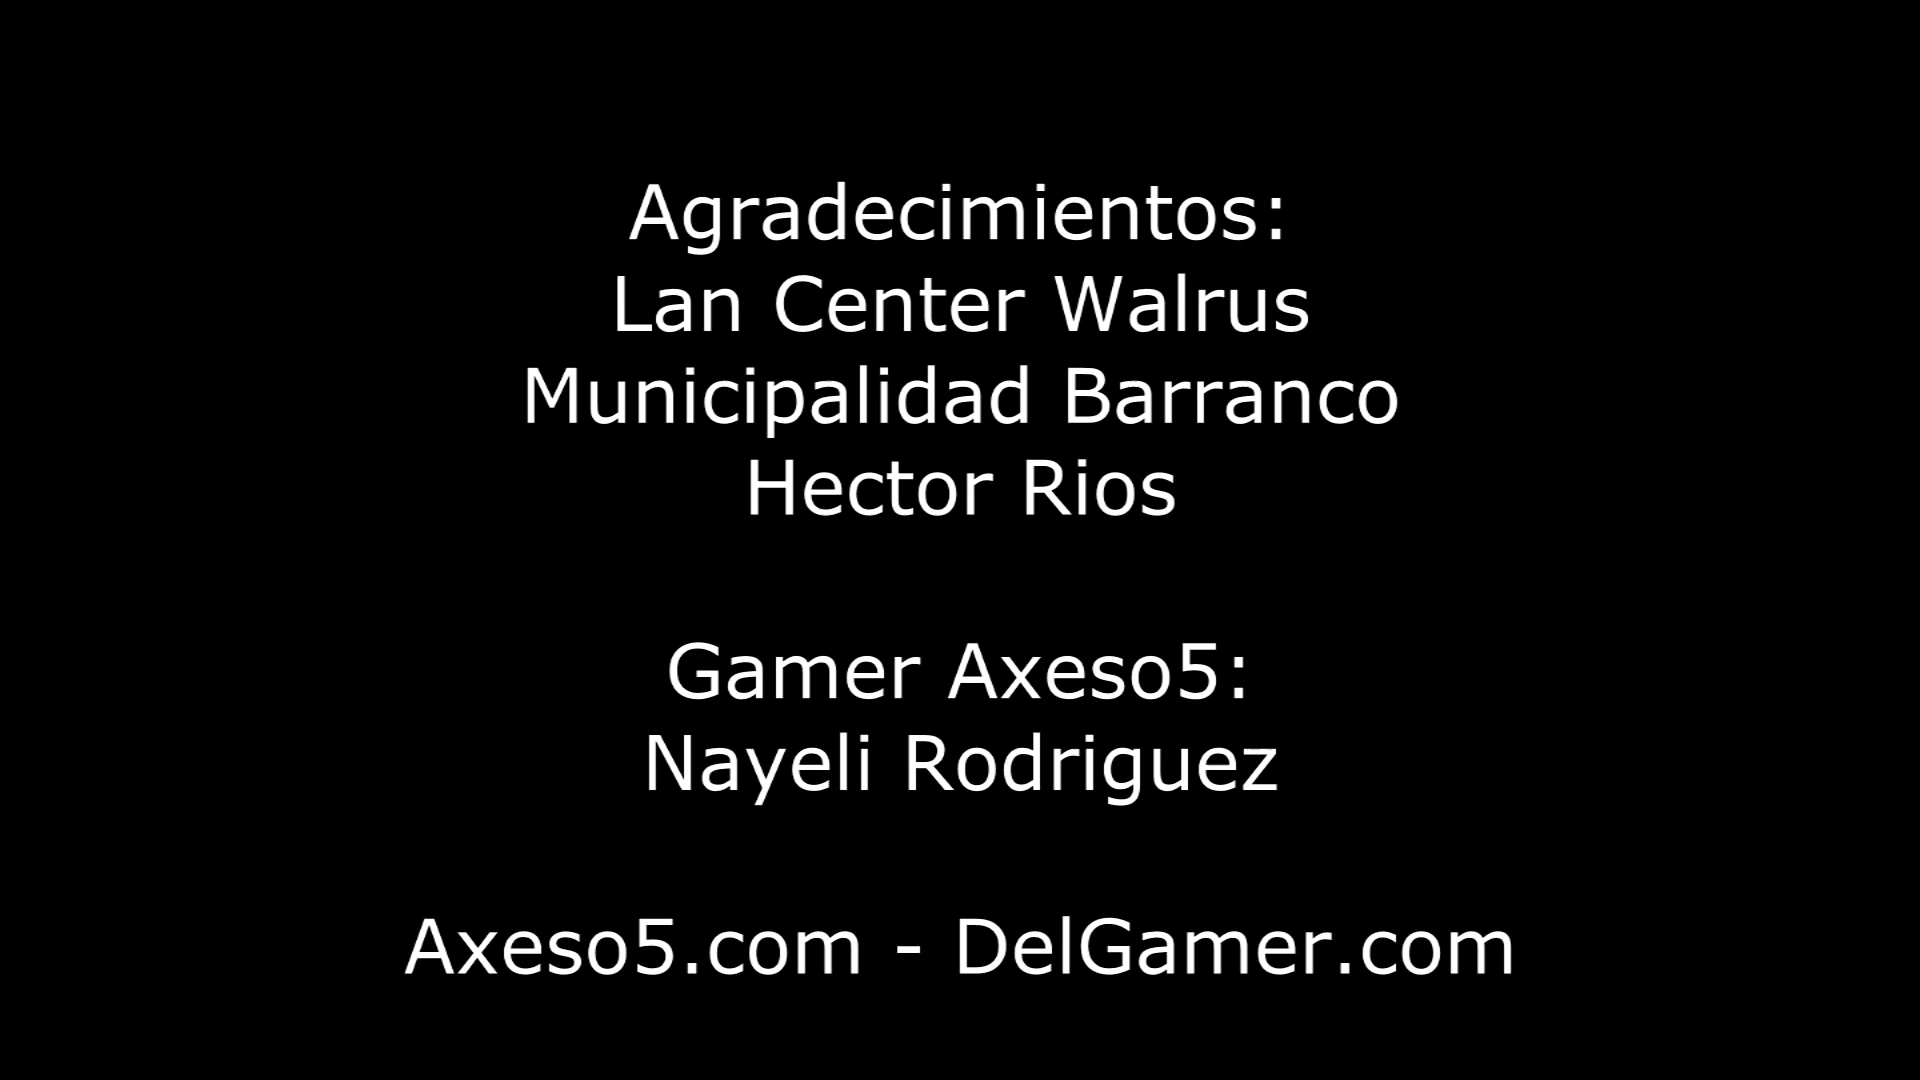 Agradecimientos:
Lan Center Walrus
Municipalidad Barranco
Hector Rios
Gamer Axeso5:
Nayeli Rodriguez
Axeso5.com - DelGamer.com